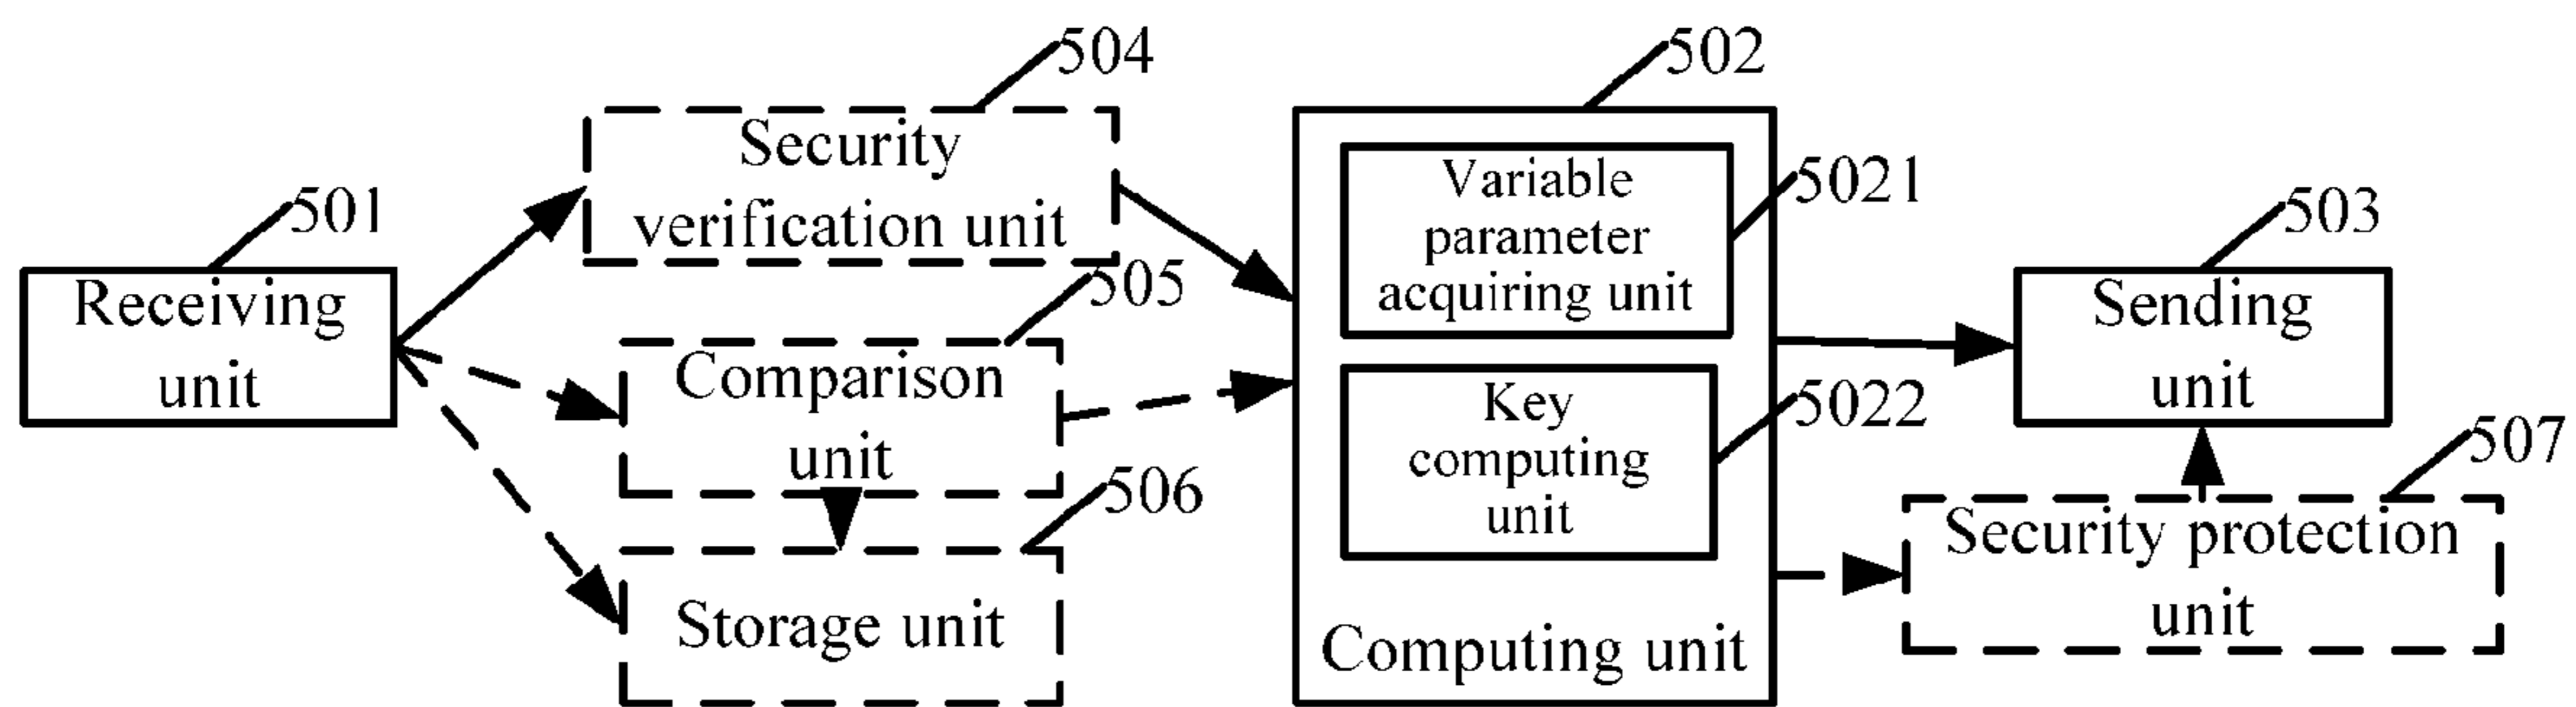 501
Receiving
unit
504
Security
verification unit
505
Comparison
unit
506
Storage unit
502
Variable
parameter
acquiring unit
5021
Key
computing
unit
5022
Computing unit
503
Sending
unit
507
Security protection
unit